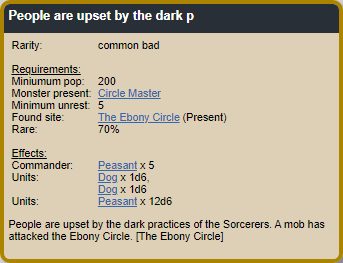 People are upset by the dark p
Rarity: common bad
Requirements:
Miniumum pop: 200
Monster present: Circle Master
Minimum unrest: 5
Found site: The Ebony Circle (Present)
Rare: 70%
Effects:
Commander: Peasant x 5
Units: Dog x 1d6,
Dog x 1d6
Units: Peasant x 12d6
People are upset by the dark practices of the Sorcerers. A mob has
attacked the Ebony Circle. [The Ebony Circle]